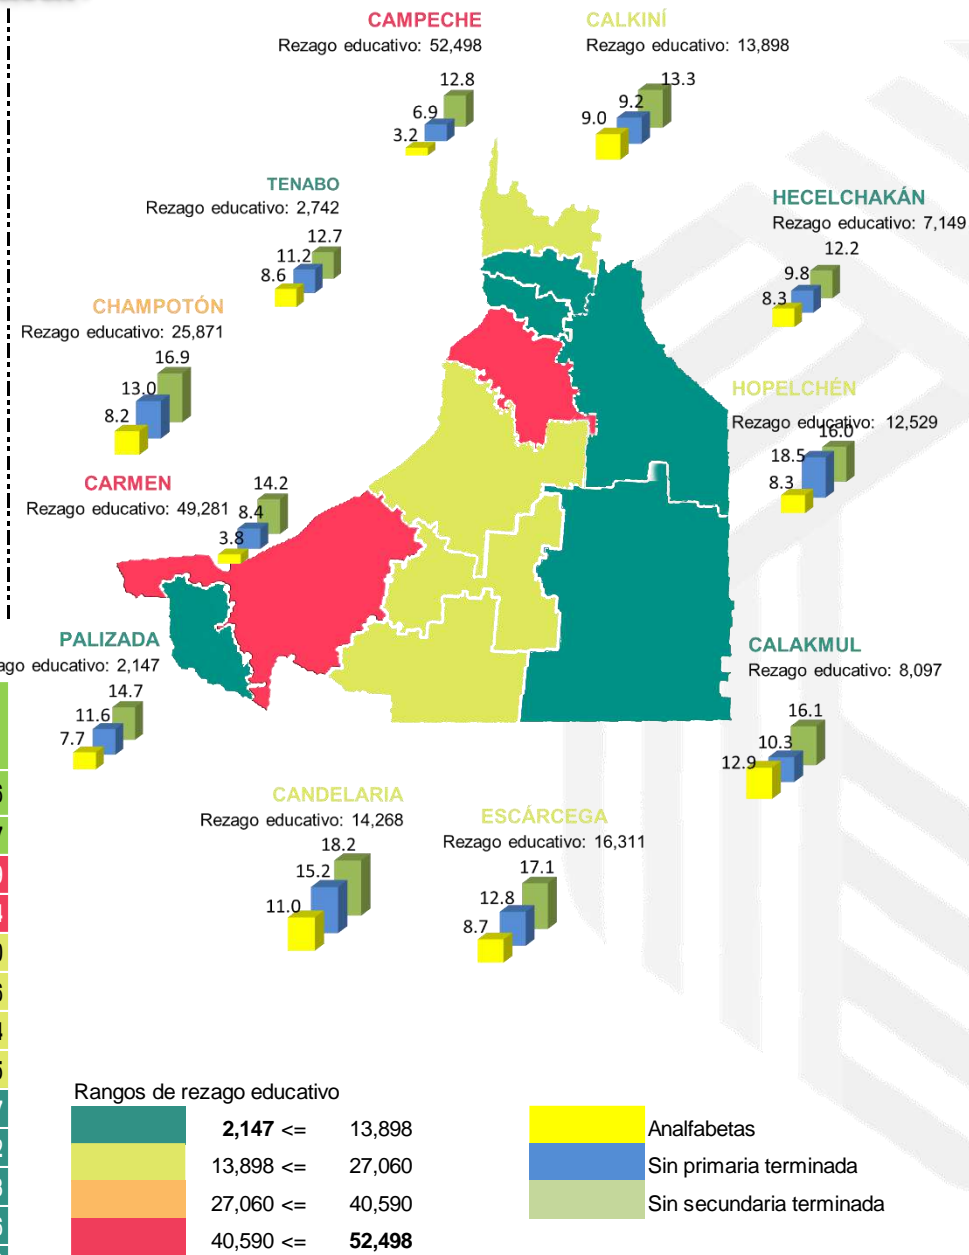 CAMPECHE
Rezago educativo: 52,498
12.8
6.9
3.2
CALKINÍ
Rezago educativo: 13,898
13.3
9.2
9.0
TENABO
Rezago educativo: 2,742
12.7
11.2
8.6
HECELCHAKÁN
Rezago educativo: 7,149
12.2
9.8
8.3
CHAMPOTÓN
Rezago educativo: 25,871
16.9
13.0
8.2
HOPELCHÉN
Rezago educativo: 12,529
16.0
18.5
8.3
CARMEN
Rezago educativo: 49,281
14.2
8.4
3.8
PALIZADA
ago educativo: 2,147
14.7
11.6
7.7
CALAKMUL
Rezago educativo: 8,097
16.1
10.3
12.9
CANDELARIA
Rezago educativo: 14,268
18.2
15.2
11.0
ESCÁRCEGA
Rezago educativo: 16,311
17.1
12.8
8.7
Rangos de rezago educativo
2,147 <= 13,898
13,898 <= 27,060
27,060 <= 40,590
40,590 <= 52,498
Analfabetas
Sin primaria terminada
Sin secundaria terminada